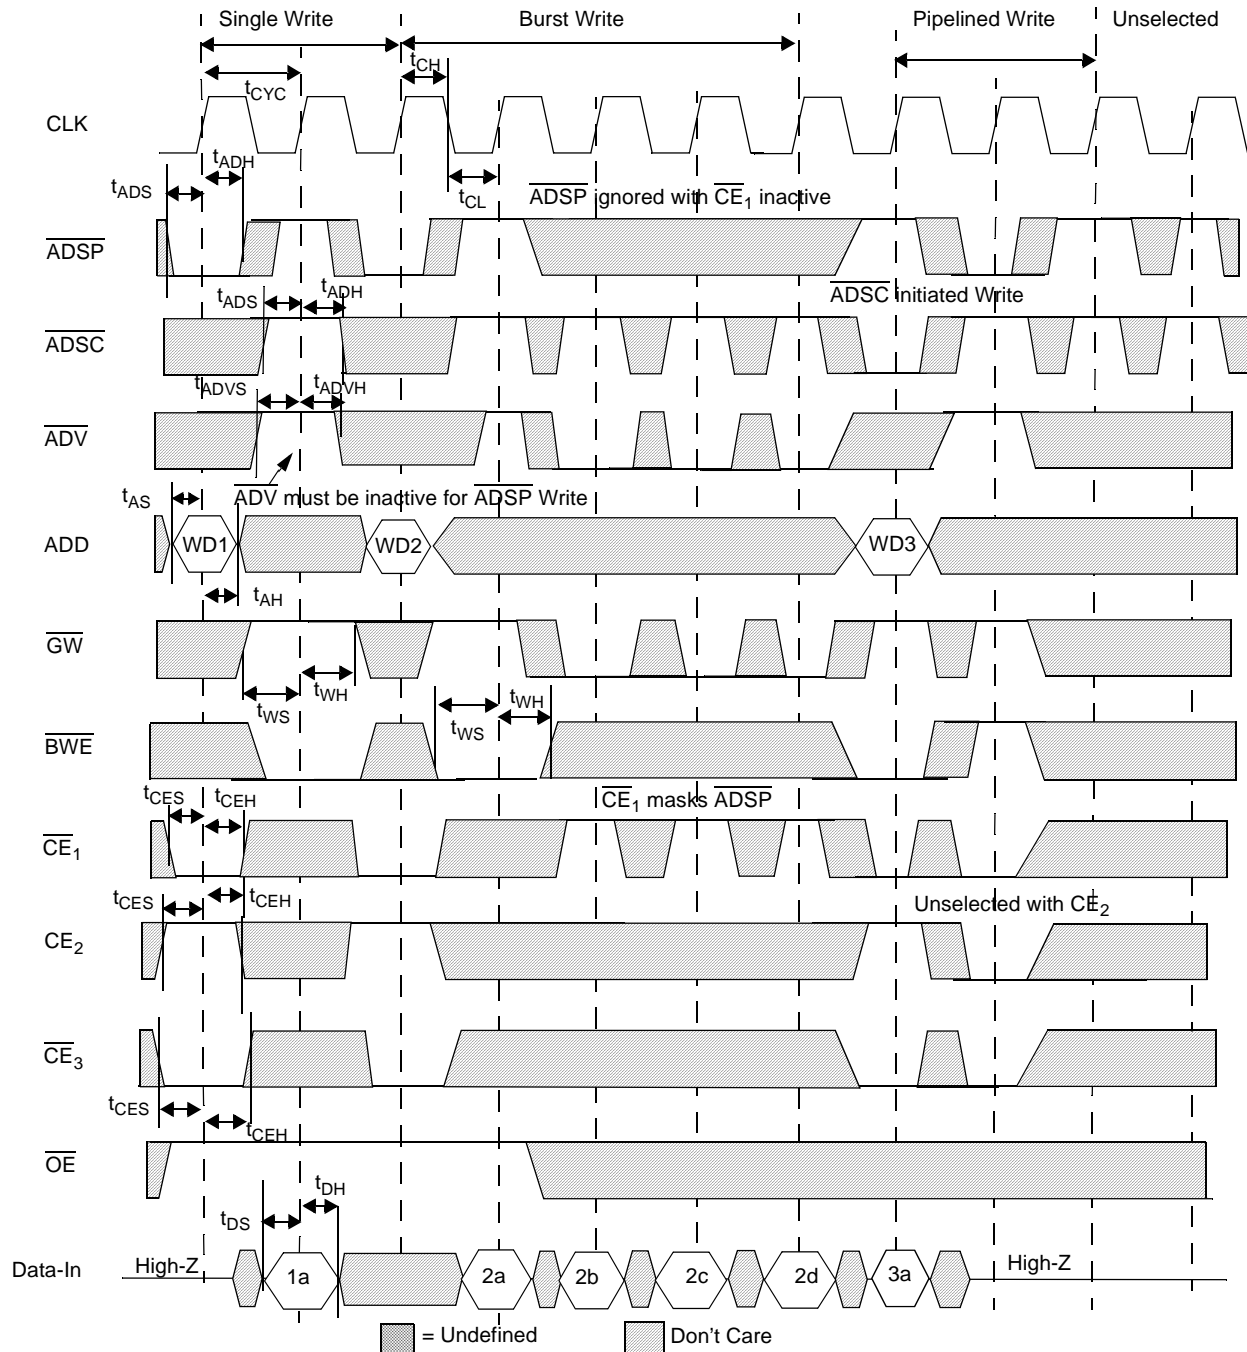 Single Write Burst Write Pipelined Write Unselected
tCH
tCYC
CLK
tADH
tADS
tCL
ADSP ignored with CE1 inactive
ADSP
tADS tADH
ADSC initiated Write
ADSC
tADVS tADVH
ADV
tAS
ADV must be inactive for ADSP Write
ADD WD1 WD2 WD3
tAH
GW
tWS tWH
tWS tWH
BWE
tCES tCEH
CE1 masks ADSP
CE1
tCES tCEH
Unselected with CE2
CE2
CE3
tCES tCEH
OE
tDH
tDS
Data-In High-Z 1a 2a 2b 2c 2d 3a High-Z
= Undefined Don't Care